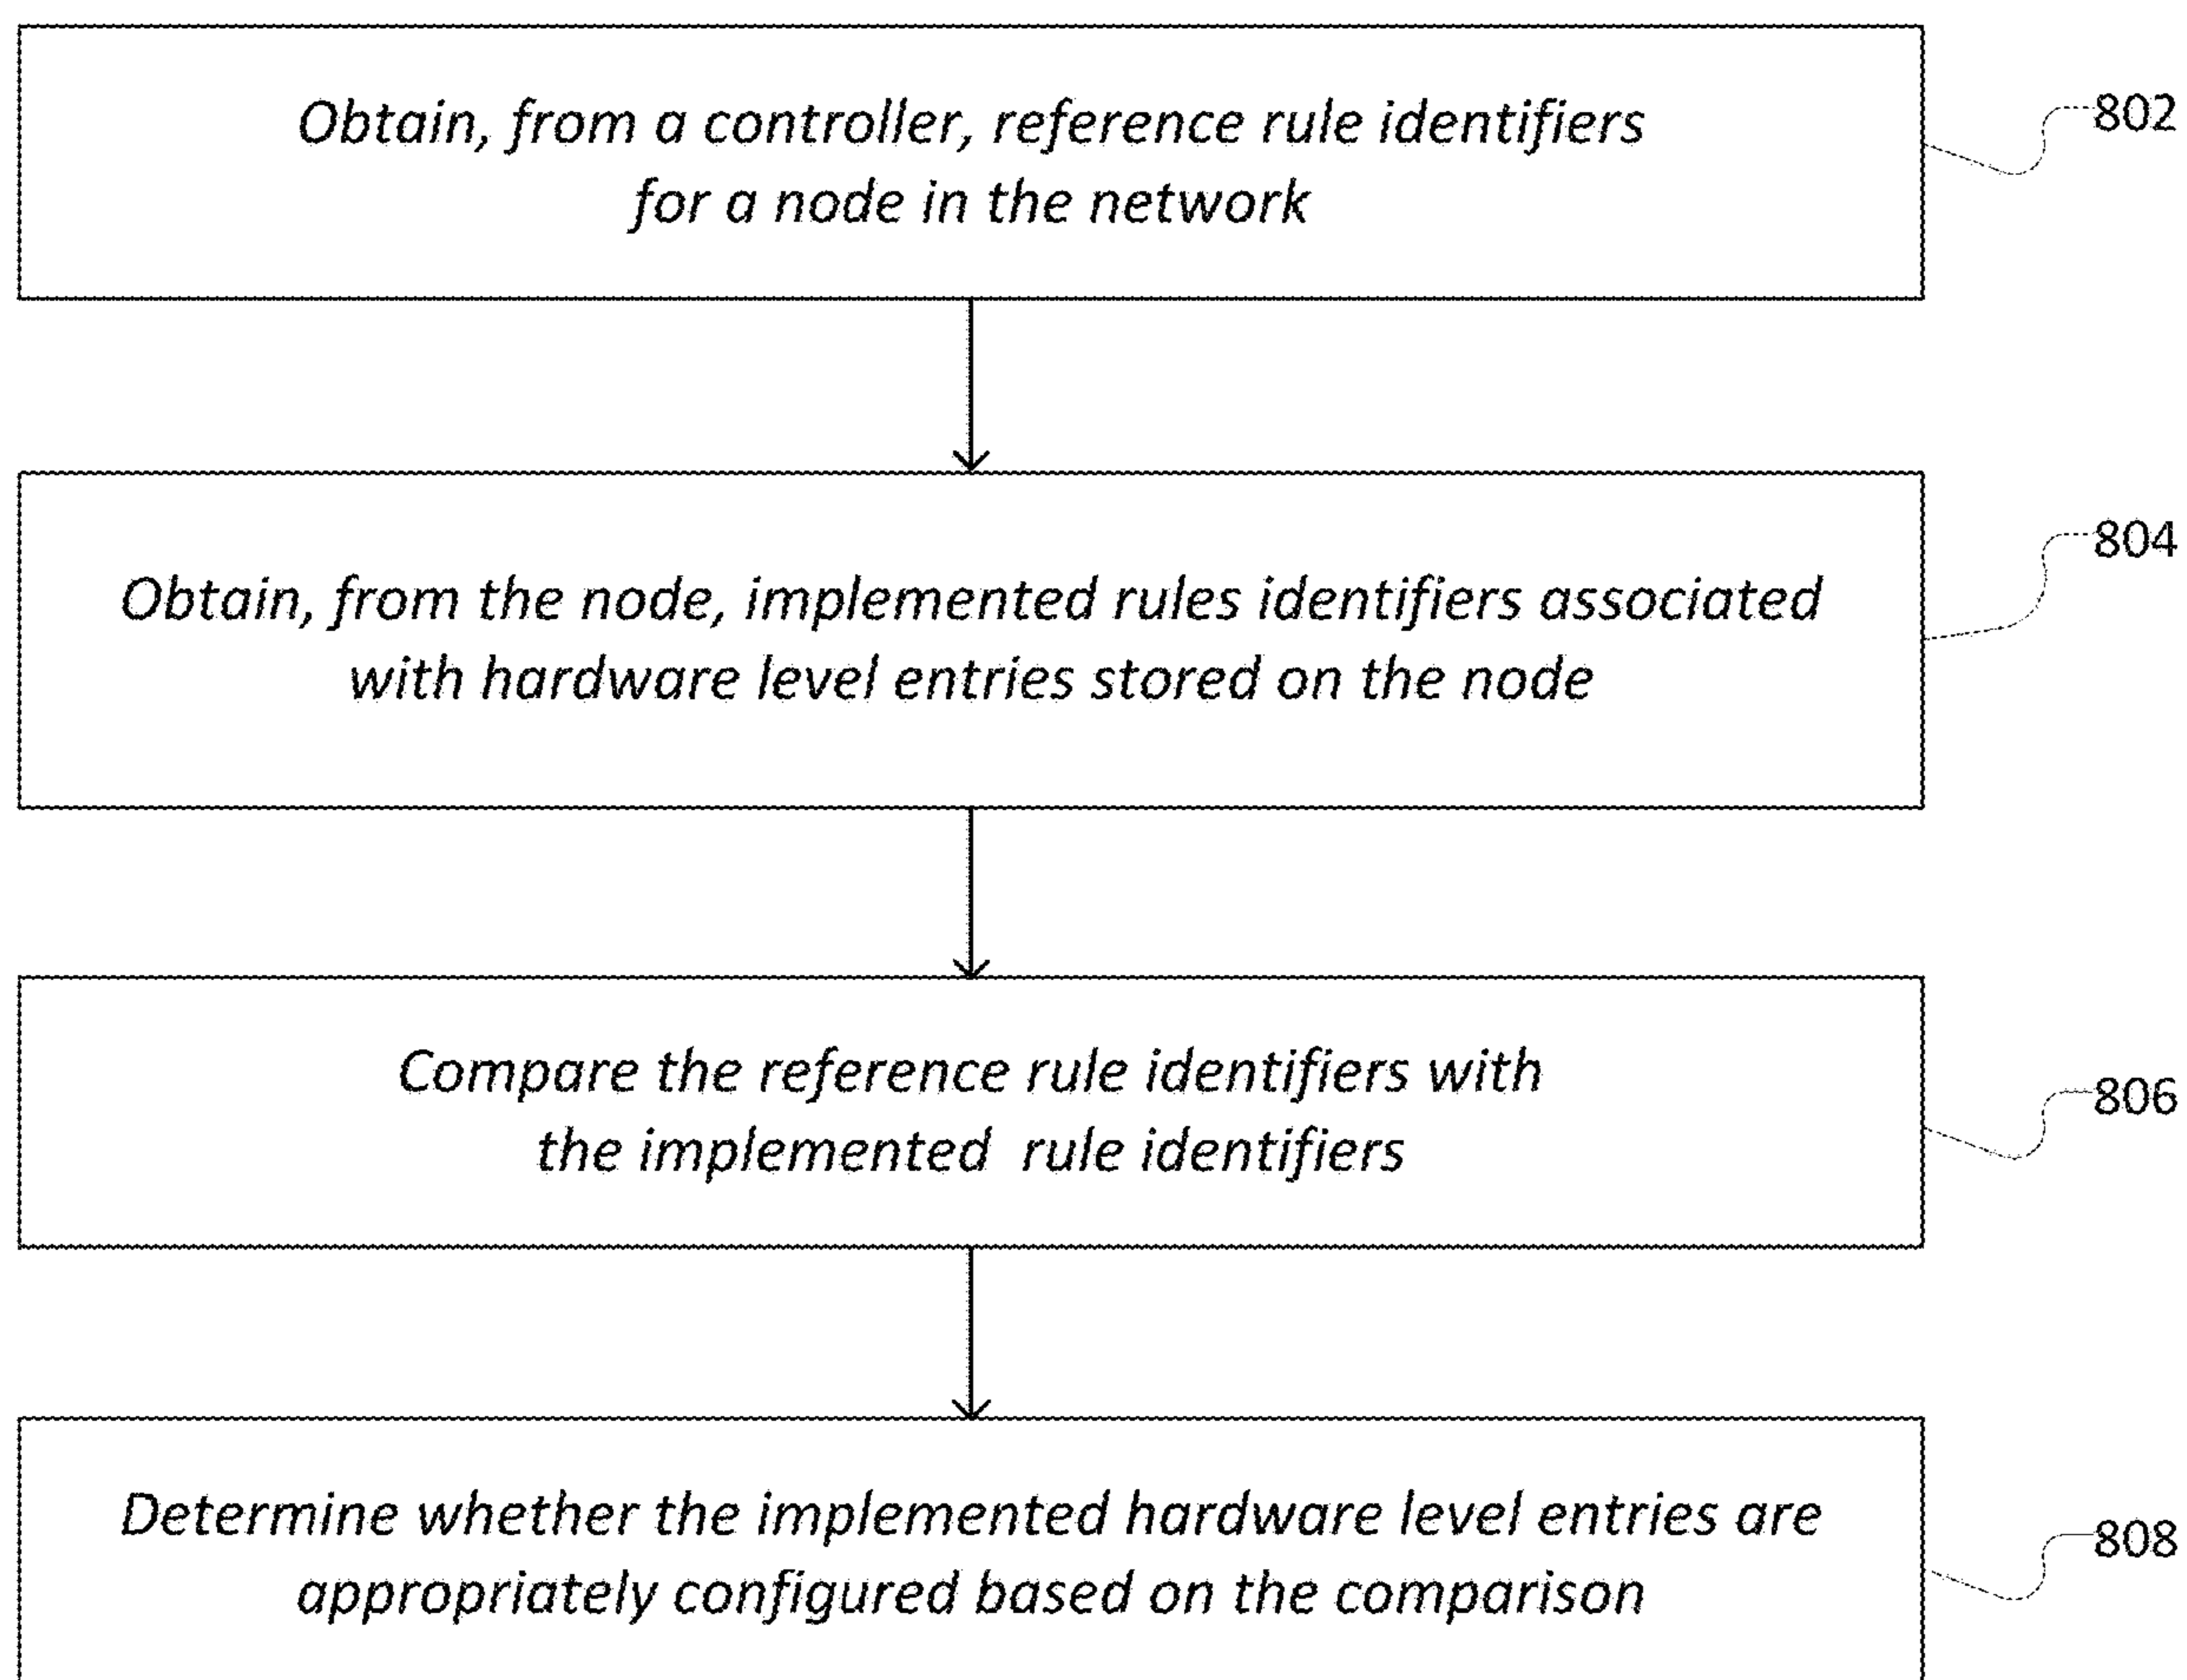 Obtain, from a controller, reference rule identifiers
for a node in the network
802
Obtain, from the node, implemented rules identifiers associated
with hardware level entries stored on the node
804
Compare the reference rule identifiers with
the implemented rule identifiers
806
Determine whether the implemented hardware level entries are
appropriately configured based on the comparison
808